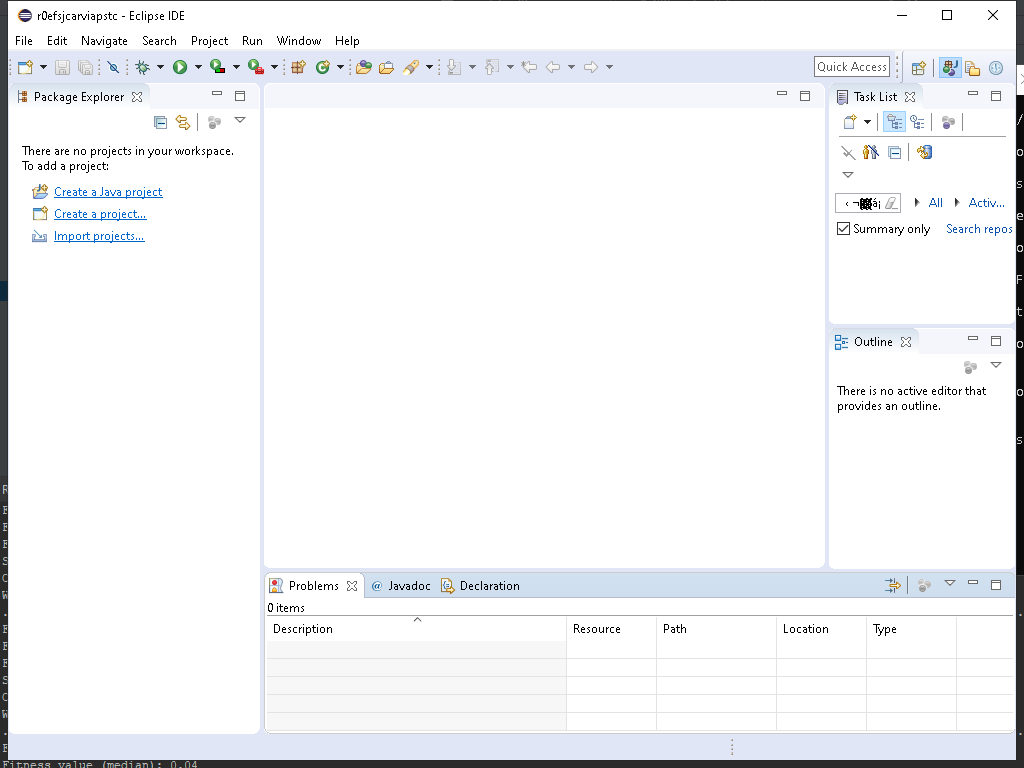 r0efsjcarviapstc - Eclipse IDE
File Edit Navigate Search Project Run Window Help
Quick Access
Package Explorer
There are no projects in your workspace.
To add a project:
Create a Java project
Create a project...
Import projects...
Task List
All Activ...
Summary only Search repos
Outline
There is no active editor that
provides an outline.
Problems @ Javadoc Declaration
0 items
Description Resource Path Location Type
Fitness value (median): 0.04